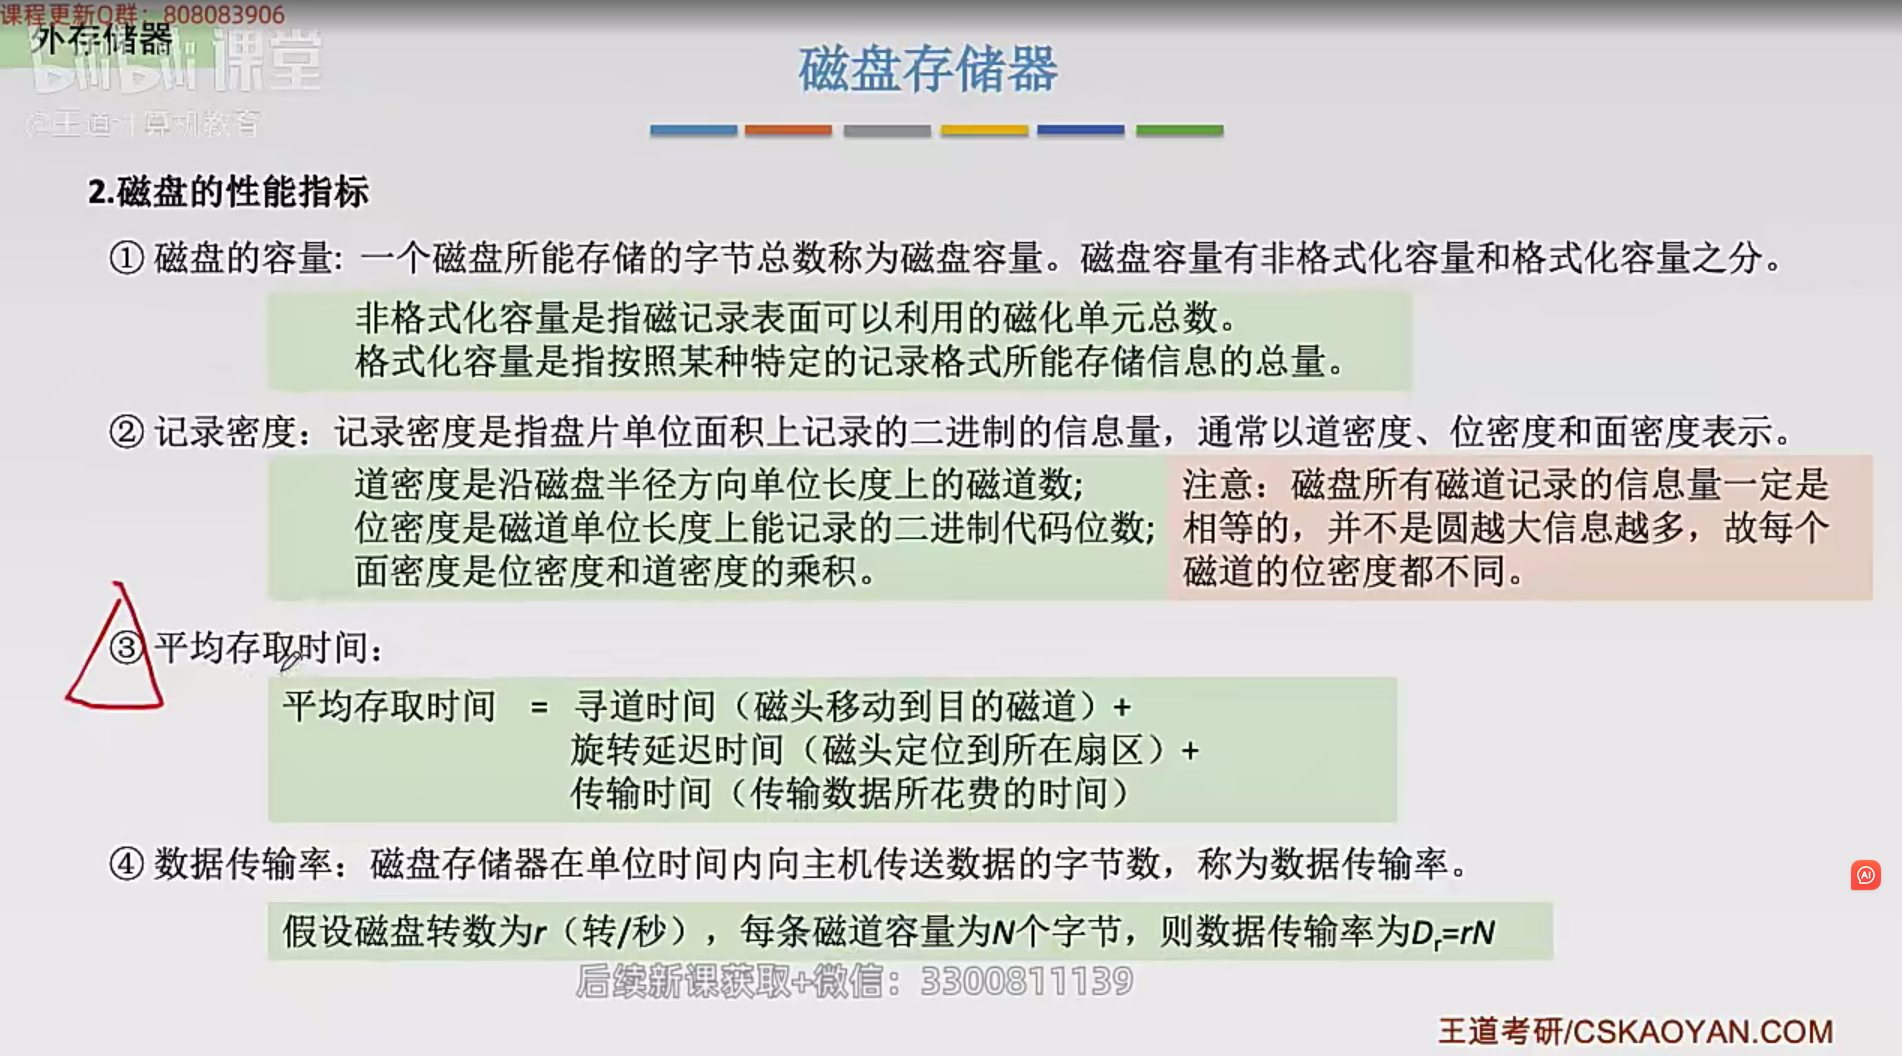 课程更新Q群：808083906
外存储器
bilibili 课堂
@王道计算机教育
磁盘存储器
2.磁盘的性能指标
① 磁盘的容量：一个磁盘所能存储的字节总数称为磁盘容量。磁盘容量有非格式化容量和格式化容量之分。
非格式化容量是指磁记录表面可以利用的磁化单元总数。
格式化容量是指按照某种特定的记录格式所能存储信息的总量。
② 记录密度：记录密度是指盘片单位面积上记录的二进制的信息量，通常以道密度、位密度和面密度表示。
道密度是沿磁盘半径方向单位长度上的磁道数；
位密度是磁道单位长度上能记录的二进制代码位数；
面密度是位密度和道密度的乘积。
注意：磁盘所有磁道记录的信息量一定是
相等的，并不是圆越大信息越多，故每个
磁道的位密度都不同。
③ 平均存取时间：
平均存取时间 = 寻道时间（磁头移动到目的磁道）+
旋转延迟时间（磁头定位到所在扇区）+
传输时间（传输数据所花费的时间）
④ 数据传输率：磁盘存储器在单位时间内向主机传送数据的字节数，称为数据传输率。
假设磁盘转数为r（转/秒），每条磁道容量为N个字节，则数据传输率为Dr=rN
后续新课获取+微信：3300811139
AI
王道考研/CSKAOYAN.COM